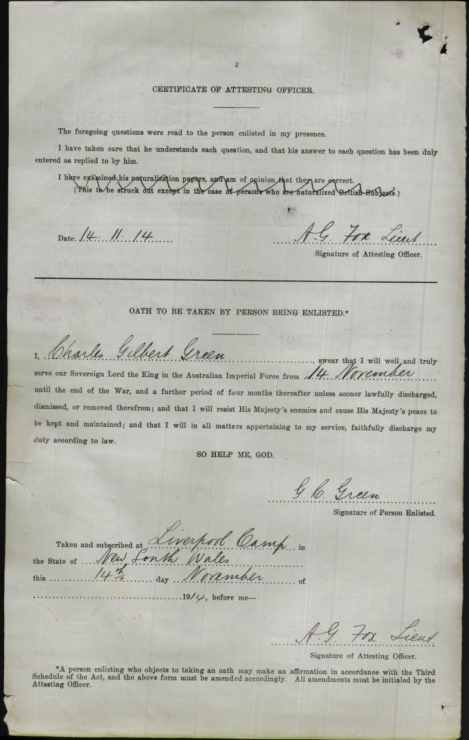 2
CERTIFICATE OF ATTESTING OFFICER.
The foregoing questions were read to the person enlisted in my presence.
I have taken care that he understands each question, and that his answer to each question has been duly
entered as replied to by him.
I have examined his naturalisation papers, and am of opinion that they are correct.
(This to be struck out except in the case of persons who are naturalized British Subjects.)
Date 14. 11. 14 A G Fox Lieut
Signature of Attesting Officer.
OATH TO BE TAKEN BY PERSON BEING ENLISTED.*
I, Charles Gilbert Green, swear that I will well and truly
serve our Sovereign Lord the King in the Australian Imperial Force from 14 November
until the end of the War, and a further period of four months thereafter unless sooner lawfully discharged,
dismissed, or removed therefrom; and that I will resist His Majesty's enemies and cause His Majesty's peace to
be kept and maintained; and that I will in all matters appertaining to my service, faithfully discharge my
duty according to law.
SO HELP ME, GOD.
G C Green
Signature of Person Enlisted.
Taken and subscribed at Liverpool Camp in
the State of New South Wales
this 14th day November of
1914, before me—
A G Fox Lieut
Signature of Attesting Officer.
*A person enlisting who objects to taking an oath may make an affirmation in accordance with the Third
Schedule of the Act, and the above form must be amended accordingly. All amendments must be initialed by the
Attesting Officer.